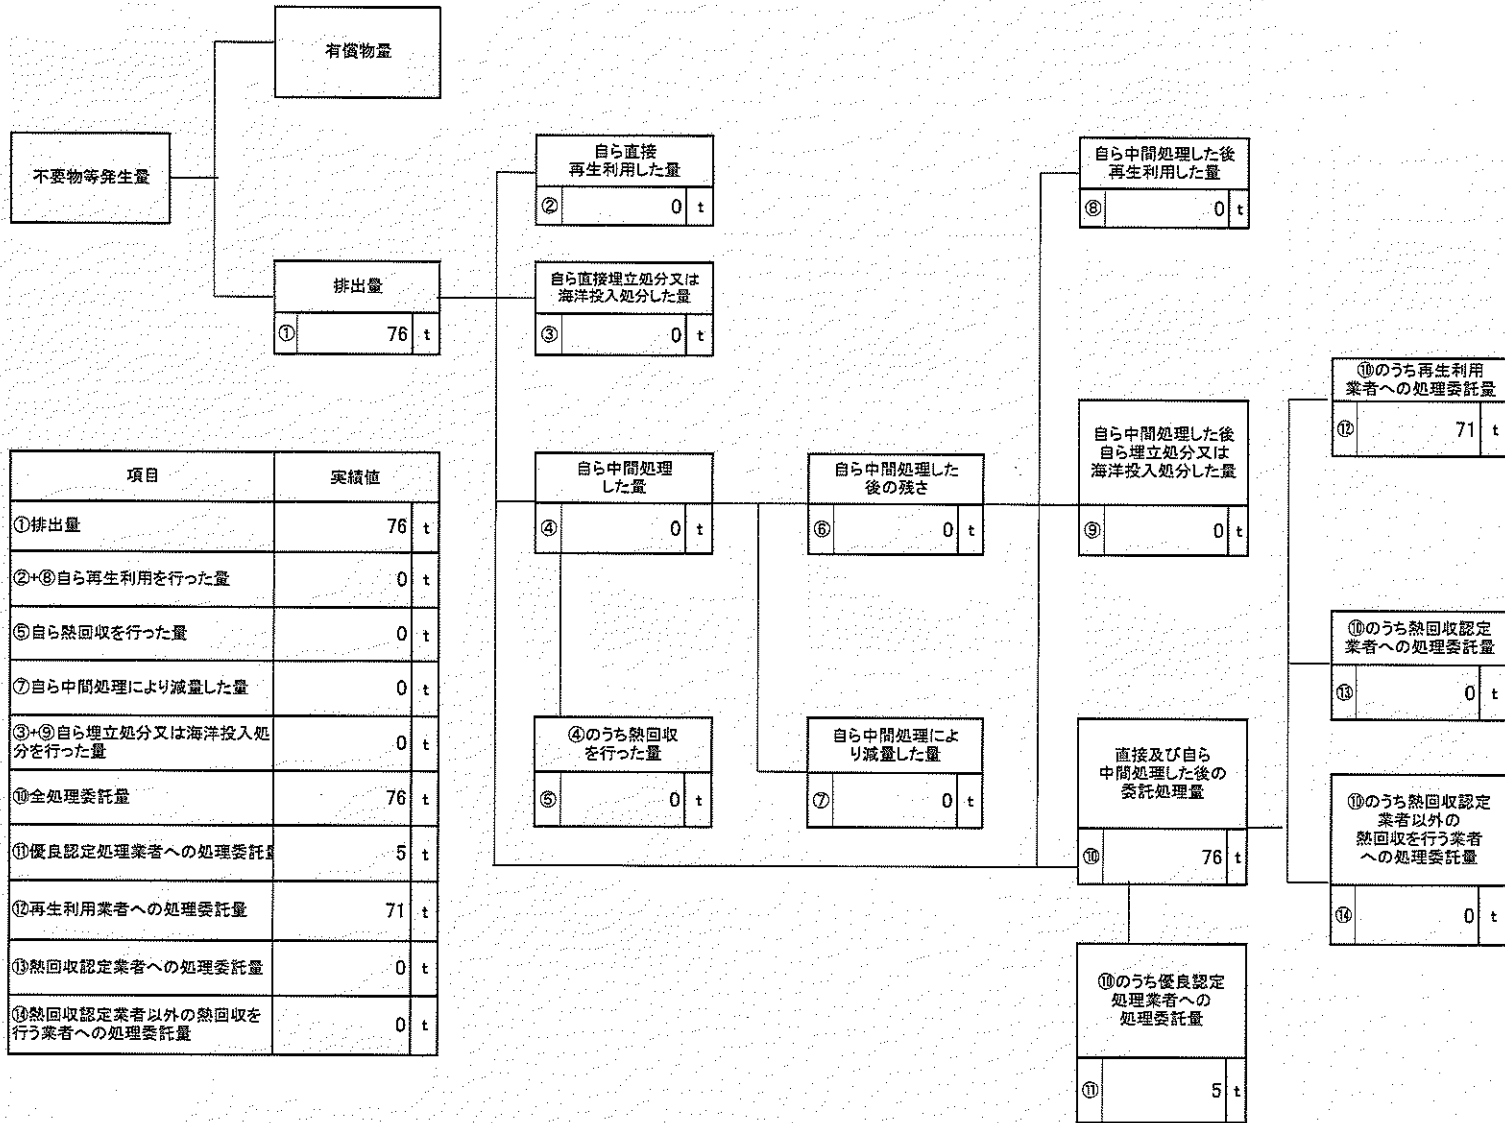 有償物量
不要物等発生量
排出量
① 76 t
自ら直接
再生利用した量
② 0 t
自ら直接埋立処分又は
海洋投入処分した量
③ 0 t
自ら中間処理
した量
④ 0 t
④のうち熱回収
を行った量
⑤ 0 t
自ら中間処理した
後の残さ
⑥ 0 t
自ら中間処理によ
り減量した量
⑦ 0 t
自ら中間処理した後
再生利用した量
⑧ 0 t
自ら中間処理した後
自ら埋立処分又は
海洋投入処分した量
⑨ 0 t
直接及び自ら
中間処理した後の
委託処理量
⑩ 76 t
⑩のうち優良認定
処理業者への
処理委託量
⑪ 5 t
⑩のうち再生利用
業者への処理委託量
⑫ 71 t
⑩のうち熱回収認定
業者への処理委託量
⑬ 0 t
⑩のうち熱回収認定
業者以外の
熱回収を行う業者
への処理委託量
⑭ 0 t
項目 実績値
①排出量 76 t
②+⑧自ら再生利用を行った量 0 t
⑤自ら熱回収を行った量 0 t
⑦自ら中間処理により減量した量 0 t
③+⑨自ら埋立処分又は海洋投入処
分を行った量 0 t
⑩全処理委託量 76 t
⑪優良認定処理業者への処理委託量 5 t
⑫再生利用業者への処理委託量 71 t
⑬熱回収認定業者への処理委託量 0 t
⑭熱回収認定業者以外の熱回収を
行う業者への処理委託量 0 t